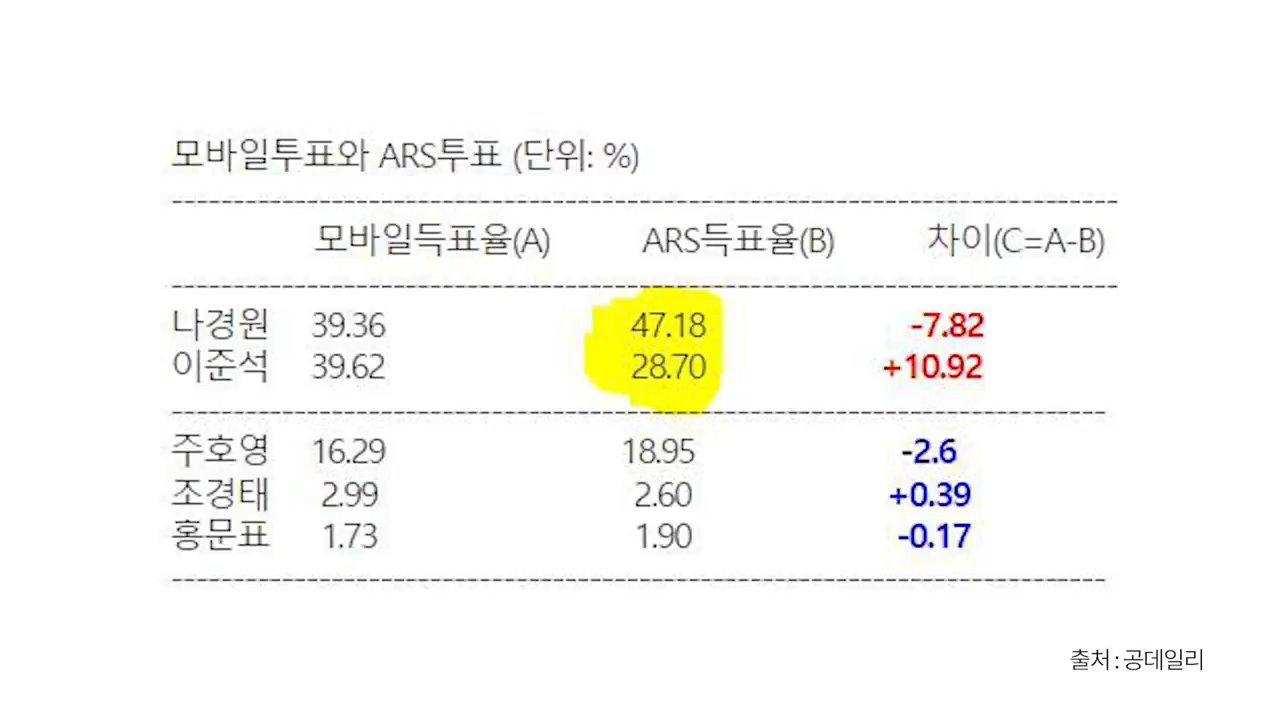 모바일투표와 ARS투표 (단위: %)
모바일득표율(A) ARS득표율(B) 차이(C=A-B)
나경원 39.36 47.18 -7.82
이준석 39.62 28.70 +10.92
주호영 16.29 18.95 -2.6
조경태 2.99 2.60 +0.39
홍문표 1.73 1.90 -0.17
출처 : 공데일리